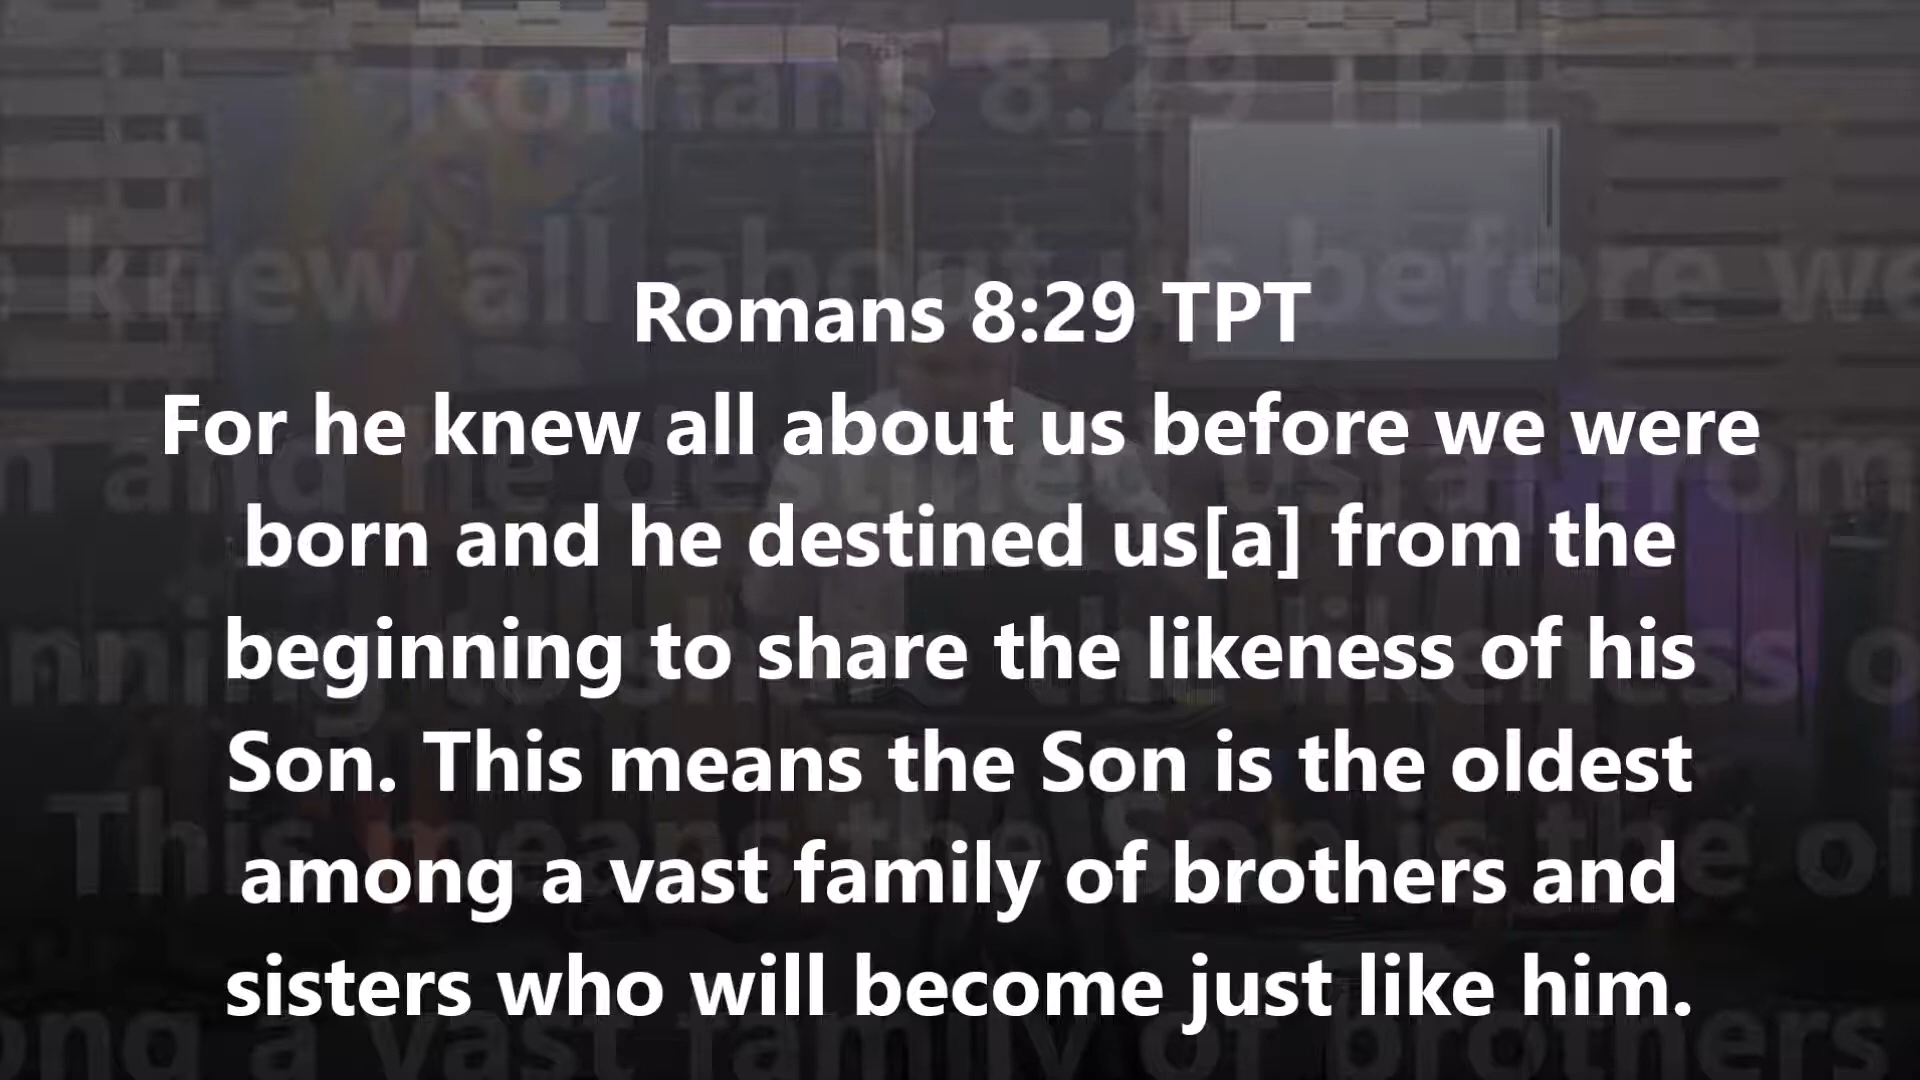 Romans 8:29 TPT
For he knew all about us before we were
born and he destined us[a] from the
beginning to share the likeness of his
Son. This means the Son is the oldest
among a vast family of brothers and
sisters who will become just like him.